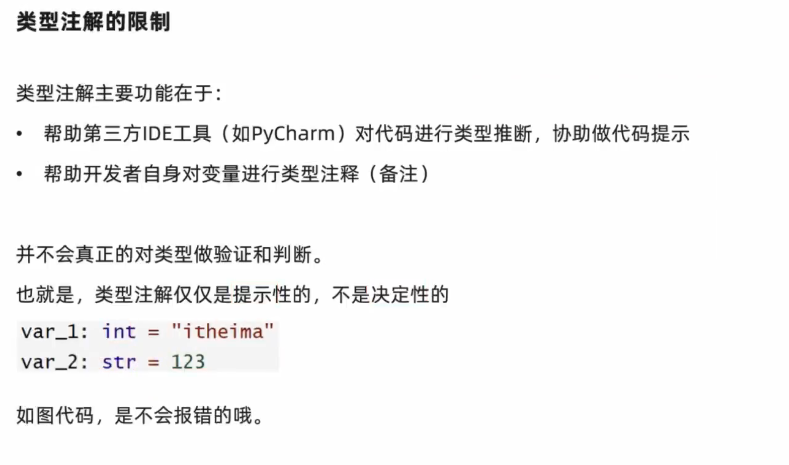 类型注解的限制
类型注解主要功能在于：
• 帮助第三方IDE工具（如PyCharm）对代码进行类型推断，协助做代码提示
• 帮助开发者自身对变量进行类型注释（备注）
并不会真正的对类型做验证和判断。
也就是，类型注解仅仅是提示性的，不是决定性的
var_1: int = "itheima"
var_2: str = 123
如图代码，是不会报错的哦。